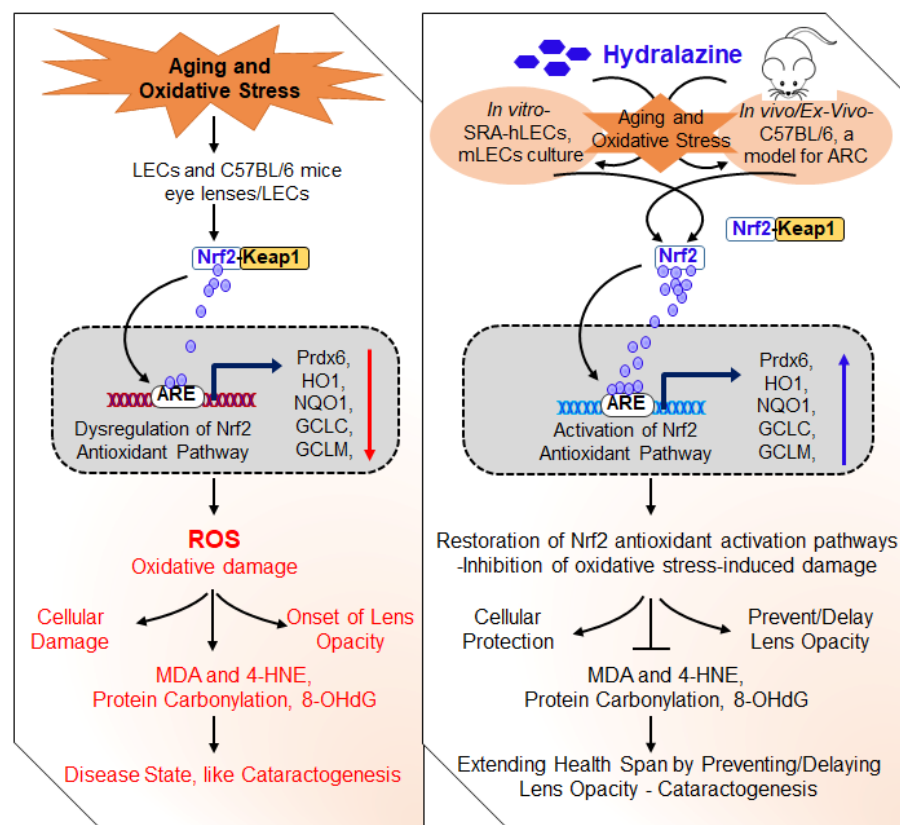 Aging and
Oxidative Stress
LECs and C57BL/6 mice
eye lenses/LECs
Nrf2-Keap1
ARE
Prdx6,
HO1,
NQO1,
GCLC,
GCLM,
Dysregulation of Nrf2
Antioxidant Pathway
ROS
Oxidative damage
Cellular
Damage
Onset of Lens
Opacity
MDA and 4-HNE,
Protein Carbonylation, 8-OHdG
Disease State, like Cataractogenesis
Hydralazine
In vitro-
SRA-hLECs,
mLECs culture
Aging and
Oxidative Stress
In vivo/Ex-Vivo-
C57BL/6, a
model for ARC
Nrf2-Keap1
Nrf2
ARE
Prdx6,
HO1,
NQO1,
GCLC,
GCLM,
Activation of Nrf2
Antioxidant Pathway
Restoration of Nrf2 antioxidant activation pathways
-Inhibition of oxidative stress-induced damage
Cellular
Protection
Prevent/Delay
Lens Opacity
MDA and 4-HNE,
Protein Carbonylation, 8-OHdG
Extending Health Span by Preventing/Delaying
Lens Opacity - Cataractogenesis